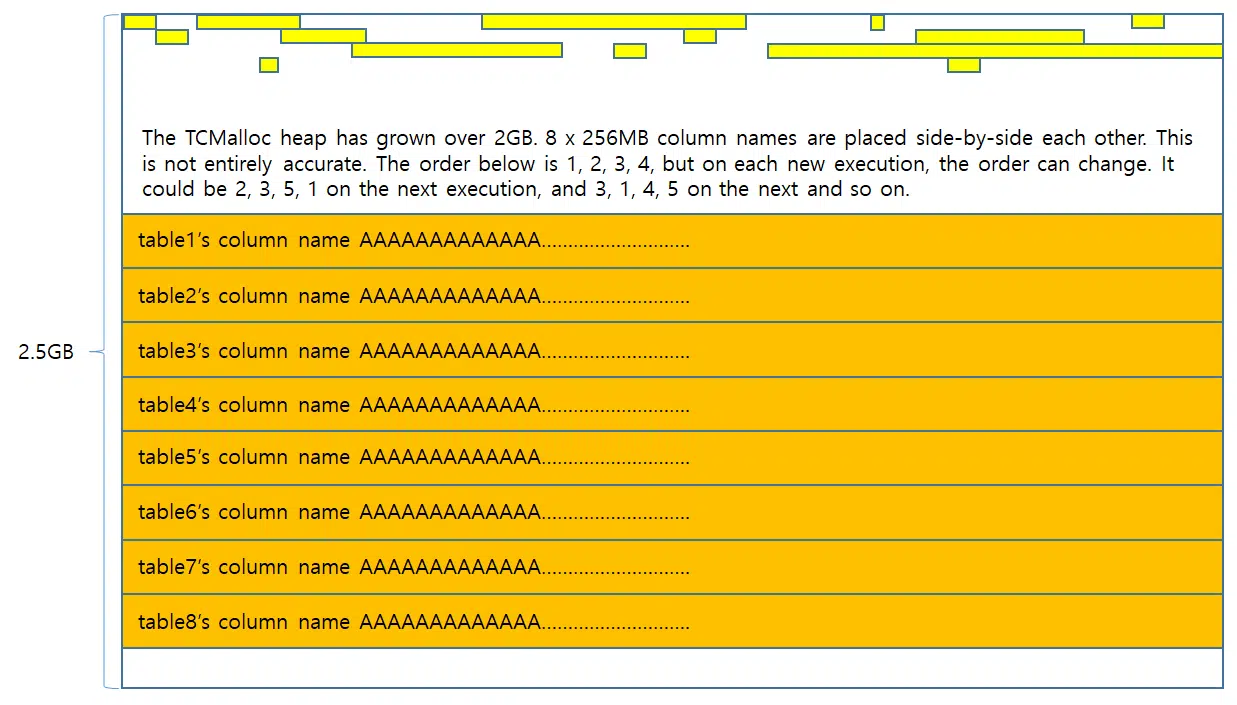 The TCMalloc heap has grown over 2GB. 8 x 256MB column names are placed side-by-side each other. This
is not entirely accurate. The order below is 1, 2, 3, 4, but on each new execution, the order can change. It
could be 2, 3, 5, 1 on the next execution, and 3, 1, 4, 5 on the next and so on.
table1's column name AAAAAAAAAAAAA............................
table2's column name AAAAAAAAAAAAA............................
2.5GB
table3's column name AAAAAAAAAAAAA............................
table4's column name AAAAAAAAAAAAA............................
table5's column name AAAAAAAAAAAAA............................
table6's column name AAAAAAAAAAAAA............................
table7's column name AAAAAAAAAAAAA............................
table8's column name AAAAAAAAAAAAA............................